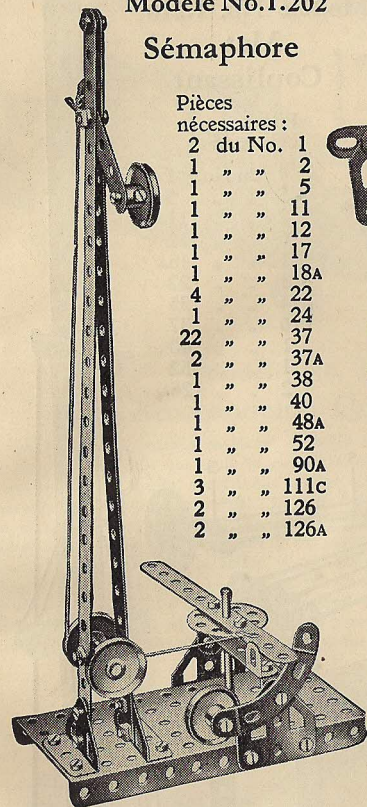 Modèle No.1.202
Sémaphore
Pièces
nécessaires :
2 du No. 1
1 „ „ 2
1 „ „ 5
1 „ „ 11
1 „ „ 12
1 „ „ 17
1 „ „ 18A
4 „ „ 22
1 „ „ 24
22 „ „ 37
2 „ „ 37A
1 „ „ 38
1 „ „ 40
1 „ „ 48A
1 „ „ 52
1 „ „ 90A
3 „ „ 111C
2 „ „ 126
2 „ „ 126A